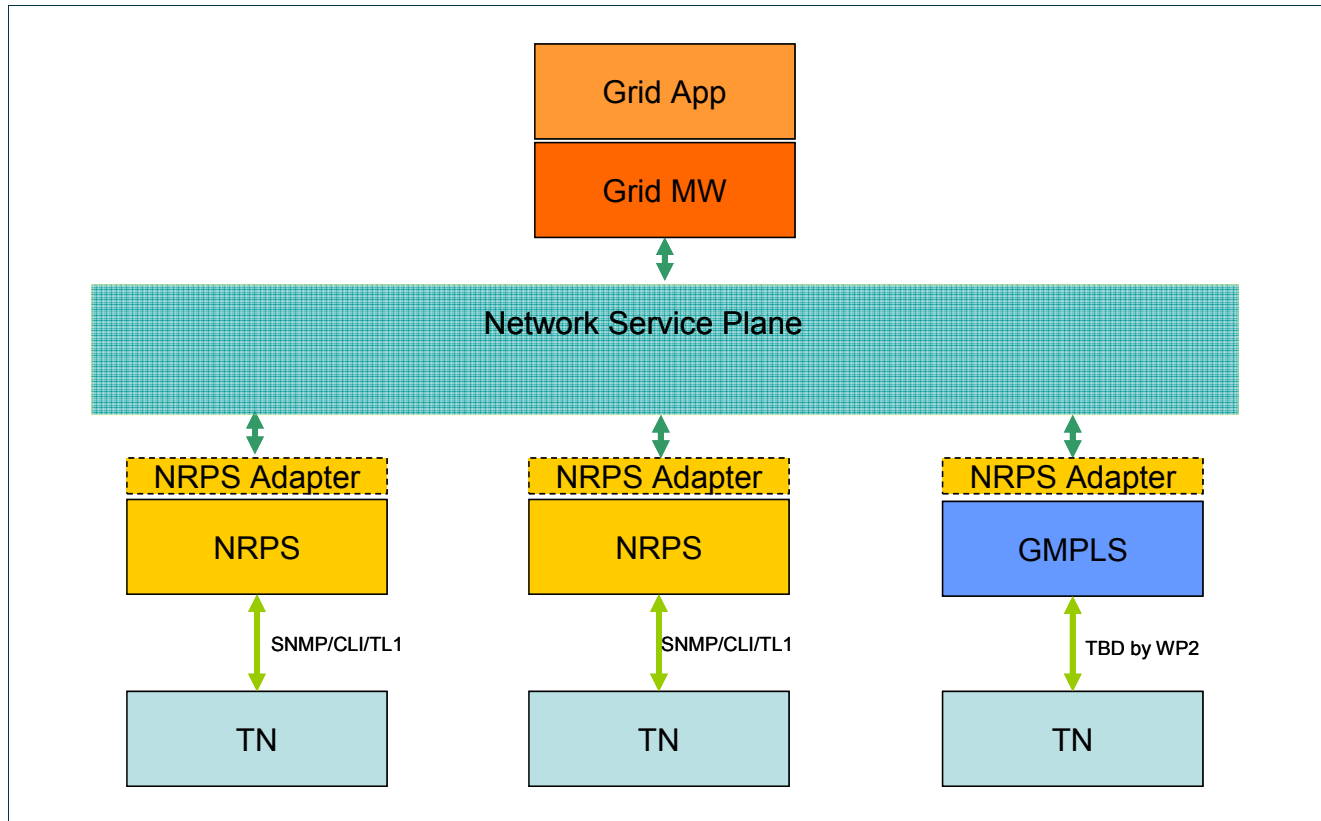 Grid App
Grid MW
Network Service Plane
NRPS Adapter
NRPS Adapter
NRPS Adapter
NRPS
NRPS
GMPLS
SNMP/CLI/TL1
SNMP/CLI/TL1
TBD by WP2
TN
TN
TN